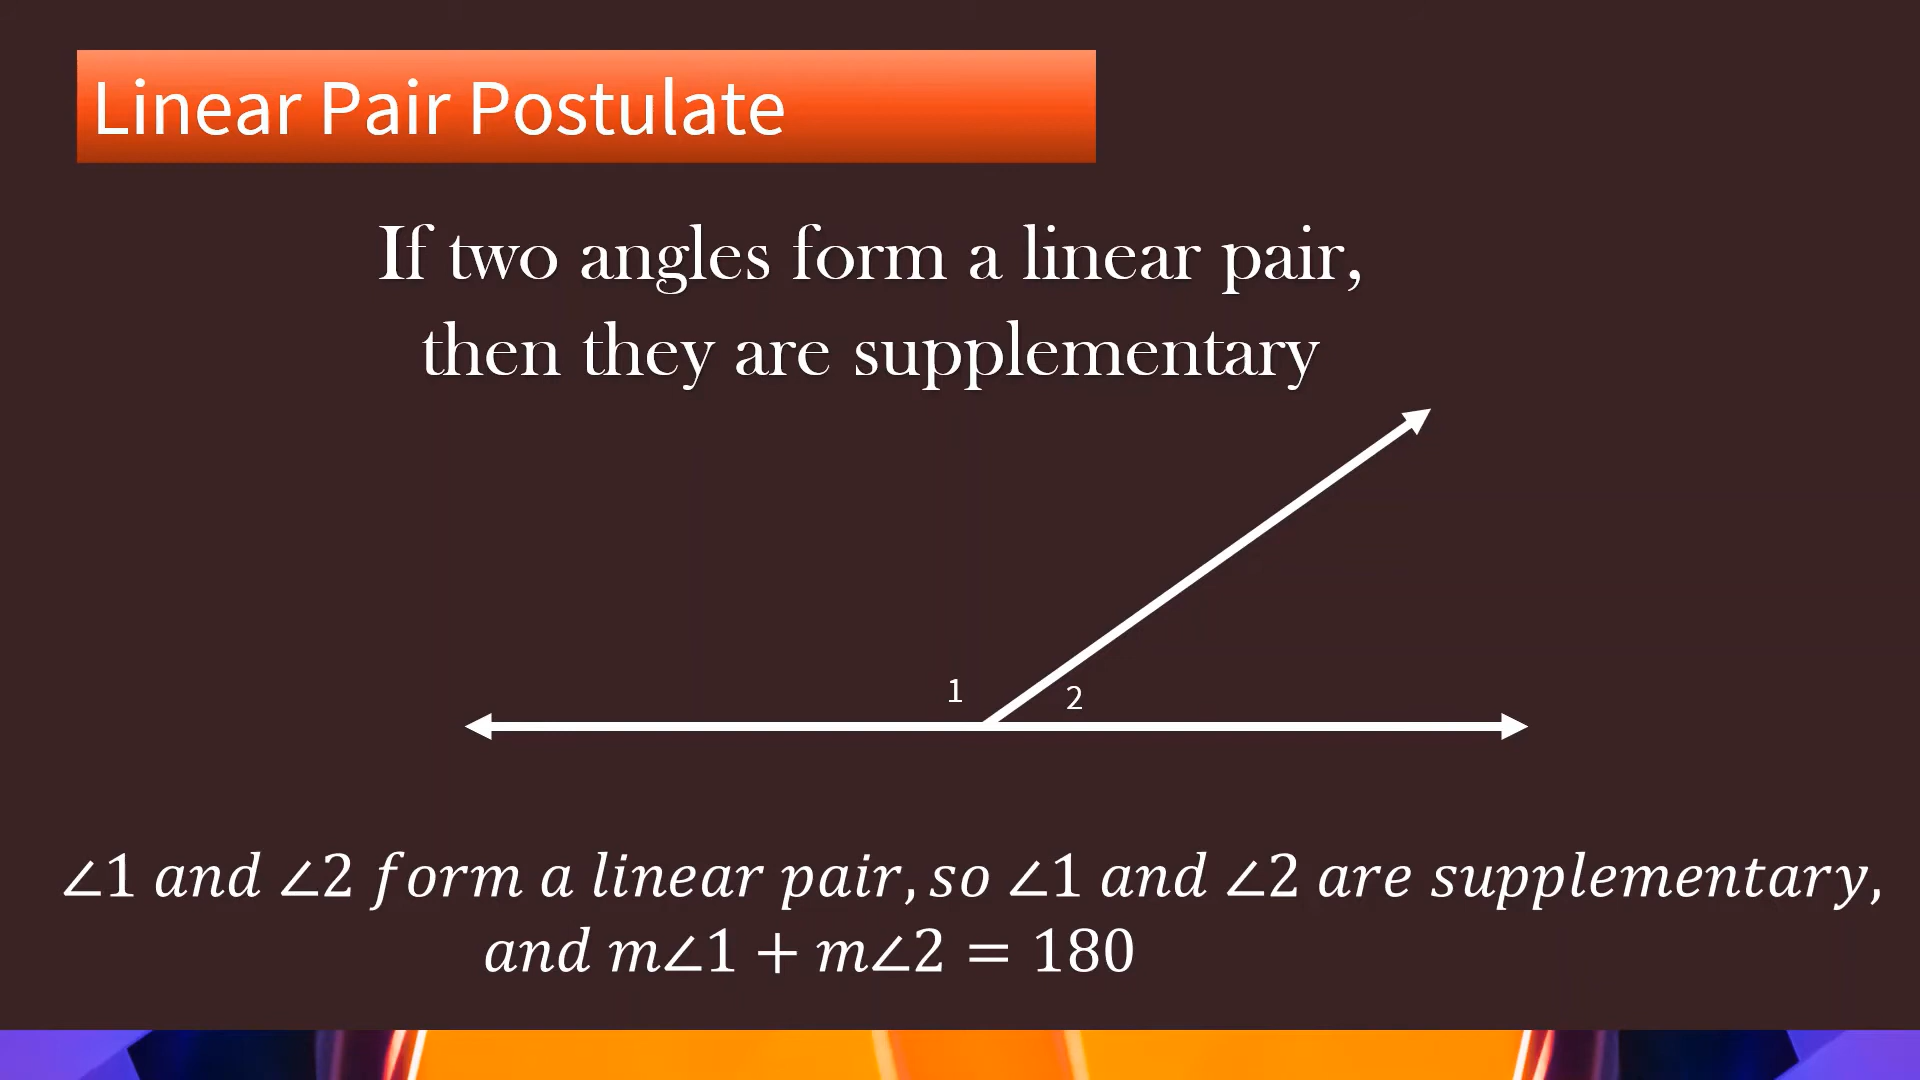 Linear Pair Postulate
If two angles form a linear pair,
then they are supplementary
1
2
∠1 and ∠2 form a linear pair, so ∠1 and ∠2 are supplementary,
and m∠1 + m∠2 = 180